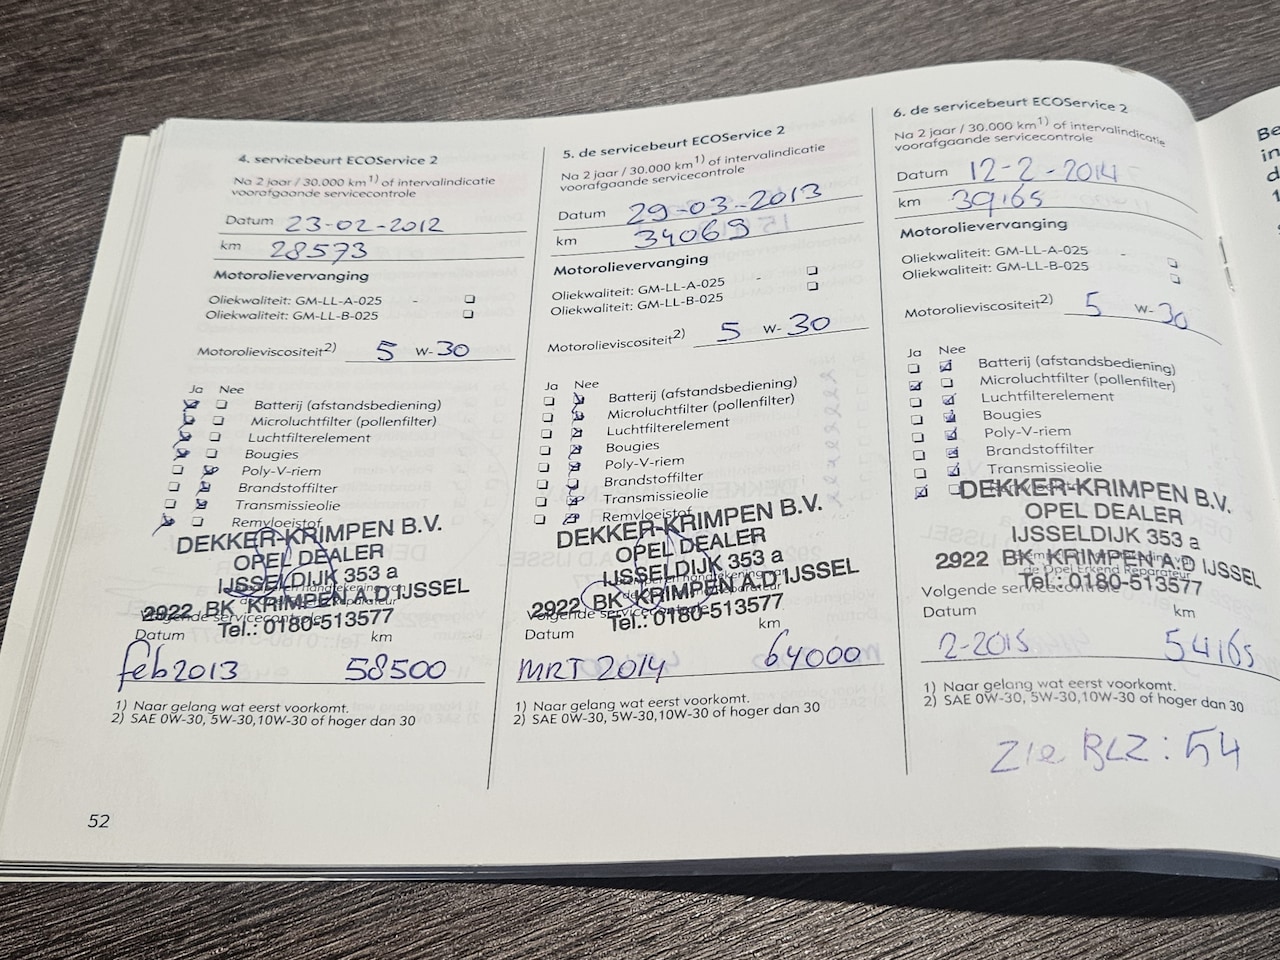 4. servicebeurt ECOService 2
Na 2 jaar / 30.000 km1) of intervalindicatie
voorafgaande servicecontrole
Datum 23-02-2012
km 28573
Motorolievervanging
Oliekwaliteit: GM-LL-A-025 -
Oliekwaliteit: GM-LL-B-025
Motorolieviscositeit2) 5 W-30
Ja Nee
Batterij (afstandsbediening)
Microluchtfilter (pollenfilter)
Luchtfilterelement
Bougies
Poly-V-riem
Brandstoffilter
Transmissieolie
Remvloeistof
DEKKER-KRIMPEN B.V.
OPEL DEALER
IJSSELDIJK 353 a
2922 BK KRIMPEN A.D IJSSEL
Tel.: 0180-513577
Volgende servicecontrole
Datum km
feb 2013 58500
1) Naar gelang wat eerst voorkomt.
2) SAE 0W-30, 5W-30,10W-30 of hoger dan 30
52
5. de servicebeurt ECOService 2
Na 2 jaar / 30.000 km1) of intervalindicatie
voorafgaande servicecontrole
Datum 29-03-2013
km 34069
Motorolievervanging
Oliekwaliteit: GM-LL-A-025 -
Oliekwaliteit: GM-LL-B-025
Motorolieviscositeit2) 5 W-30
Ja Nee
Batterij (afstandsbediening)
Microluchtfilter (pollenfilter)
Luchtfilterelement
Bougies
Poly-V-riem
Brandstoffilter
Transmissieolie
Remvloeistof
DEKKER-KRIMPEN B.V.
OPEL DEALER
IJSSELDIJK 353 a
2922 BK KRIMPEN A.D IJSSEL
Tel.: 0180-513577
Volgende servicecontrole
Datum km
MRT 2014 64000
1) Naar gelang wat eerst voorkomt.
2) SAE 0W-30, 5W-30,10W-30 of hoger dan 30
6. de servicebeurt ECOService 2
Na 2 jaar / 30.000 km1) of intervalindicatie
voorafgaande servicecontrole
Datum 12-2-2014
km 39165
Motorolievervanging
Oliekwaliteit: GM-LL-A-025 -
Oliekwaliteit: GM-LL-B-025
Motorolieviscositeit2) 5 W-30
Ja Nee
Batterij (afstandsbediening)
Microluchtfilter (pollenfilter)
Luchtfilterelement
Bougies
Poly-V-riem
Brandstoffilter
Transmissieolie
DEKKER-KRIMPEN B.V.
OPEL DEALER
IJSSELDIJK 353 a
2922 BK KRIMPEN A.D IJSSEL
Tel.: 0180-513577
Volgende servicecontrole
Datum km
2-2015 54165
1) Naar gelang wat eerst voorkomt.
2) SAE 0W-30, 5W-30,10W-30 of hoger dan 30
Zie BLZ: 54